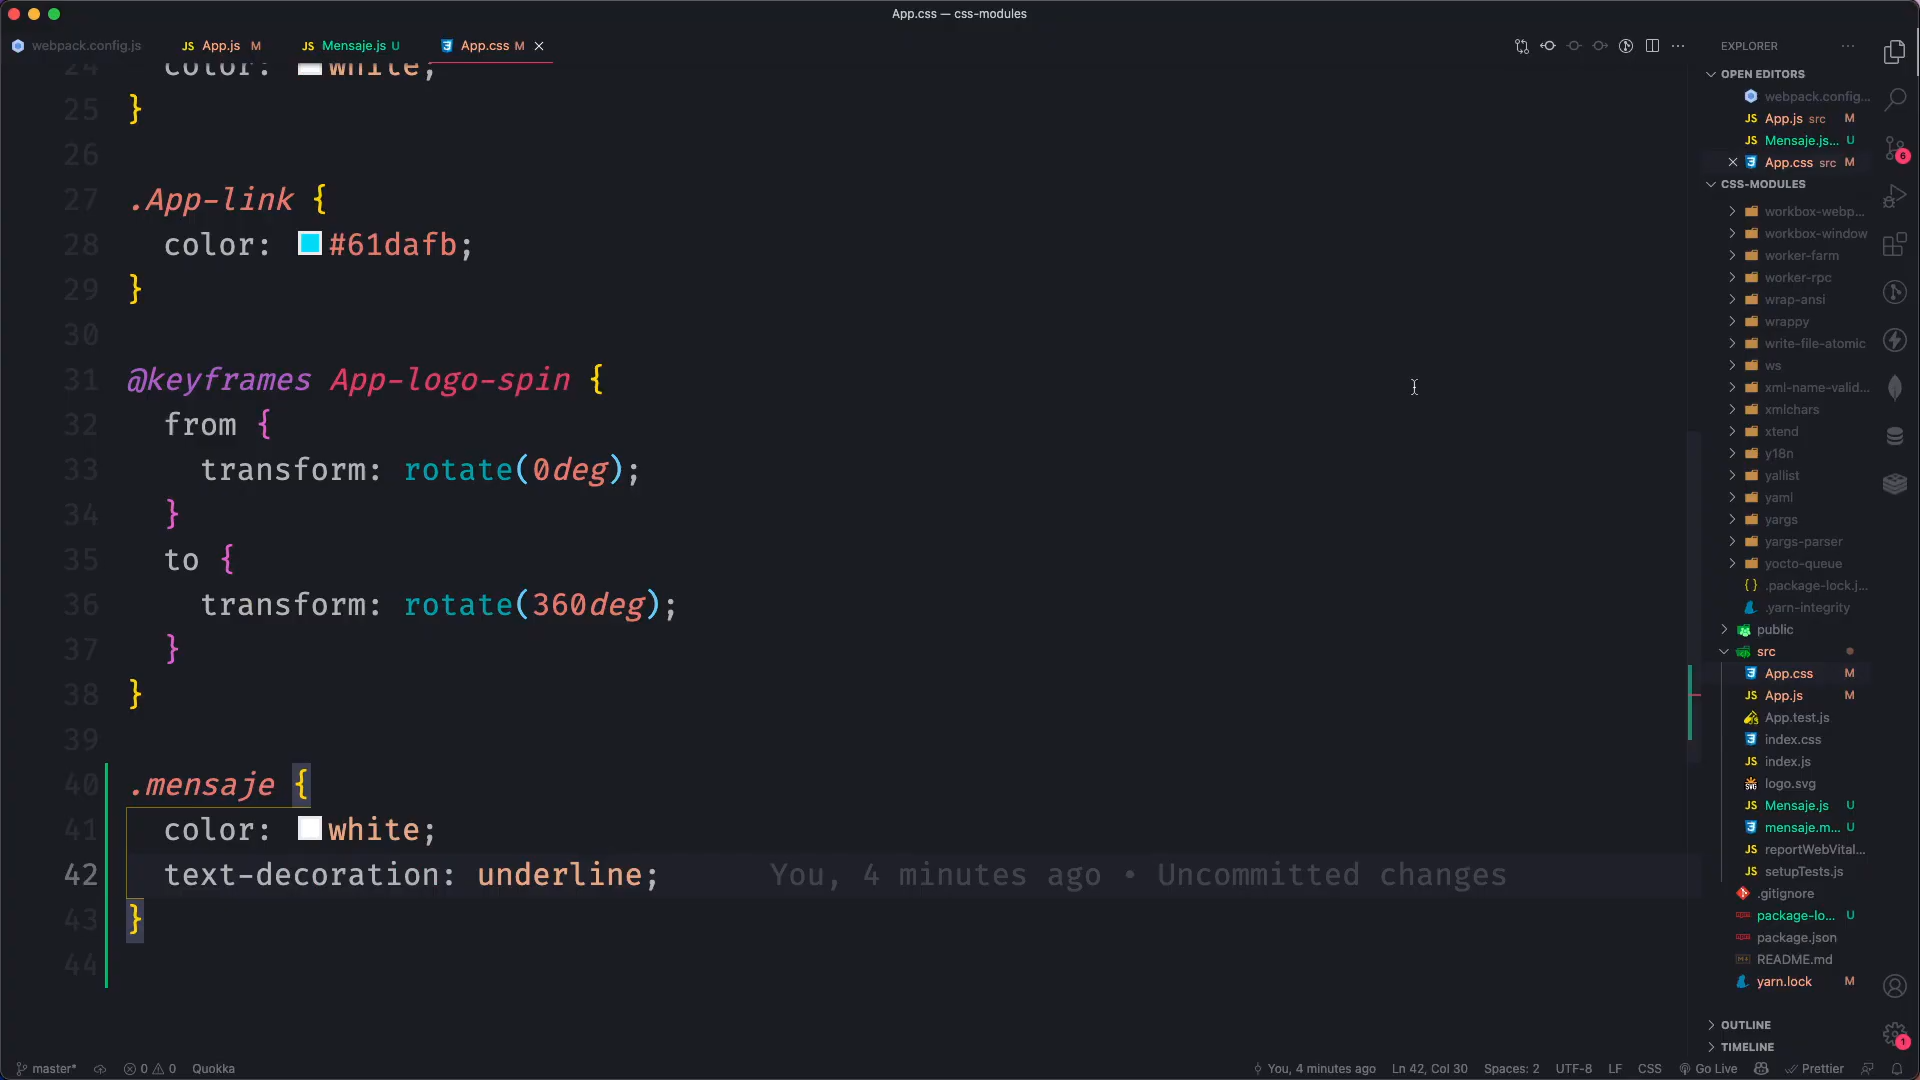 App.css — css-modules
webpack.config.js
JS App.js M
JS Mensaje.js U
App.css M
EXPLORER
OPEN EDITORS
webpack.config...
JS App.js src M
JS Mensaje.js... U
App.css src M
CSS-MODULES
workbox-webp...
workbox-window
worker-farm
worker-rpc
wrap-ansi
wrappy
write-file-atomic
ws
xml-name-valid...
xmlchars
xtend
y18n
yallist
yaml
yargs
yargs-parser
yocto-queue
{} .package-lock.j...
.yarn-integrity
public
src
App.css M
JS App.js M
App.test.js
index.css
JS index.js
logo.svg
JS Mensaje.js U
mensaje.m... U
JS reportWebVital...
JS setupTests.js
.gitignore
package-lo... U
package.json
README.md
yarn.lock M
OUTLINE
TIMELINE
6
1
24 color: white;
25 }
26
27 .App-link {
28 color: #61dafb;
29 }
30
31 @keyframes App-logo-spin {
32 from {
33 transform: rotate(0deg);
34 }
35 to {
36 transform: rotate(360deg);
37 }
38 }
39
40 .mensaje {
41 color: white;
42 text-decoration: underline; You, 4 minutes ago • Uncommitted changes
43 }
44
master* 0 0 Quokka
You, 4 minutes ago Ln 42, Col 30 Spaces: 2 UTF-8 LF CSS Go Live Prettier